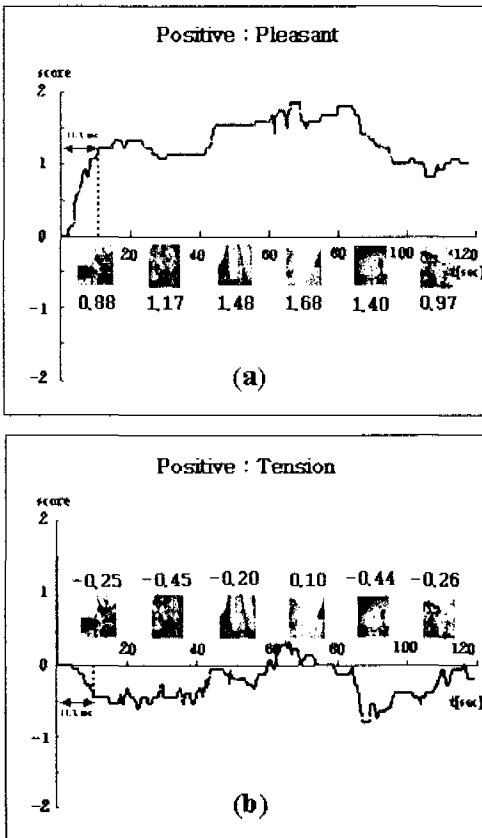 Positive : Pleasant
score
2
1
0
20 40 60 80 100 120
t[sec]
0.88 1.17 1.48 1.68 1.40 0.97
-1
-2
(a)
Positive : Tension
score
2
1
-0.25 -0.45 -0.20 0.10 -0.44 -0.26
0
20 40 60 80 100 120
t[sec]
-1
-2
(b)